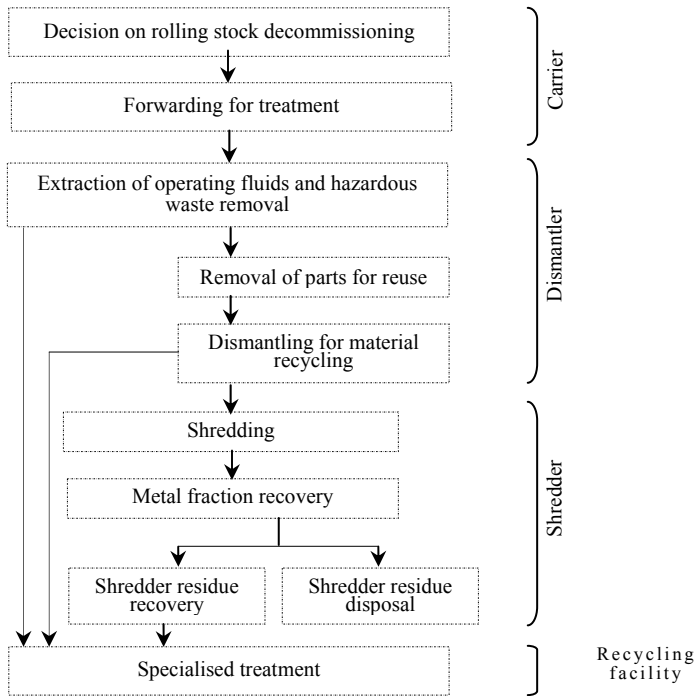 Decision on rolling stock decommissioning
Forwarding for treatment
Carrier
Extraction of operating fluids and hazardous
waste removal
Removal of parts for reuse
Dismantling for material
recycling
Dismantler
Shredding
Metal fraction recovery
Shredder residue
recovery
Shredder residue
disposal
Shredder
Specialised treatment
Recycling
facility